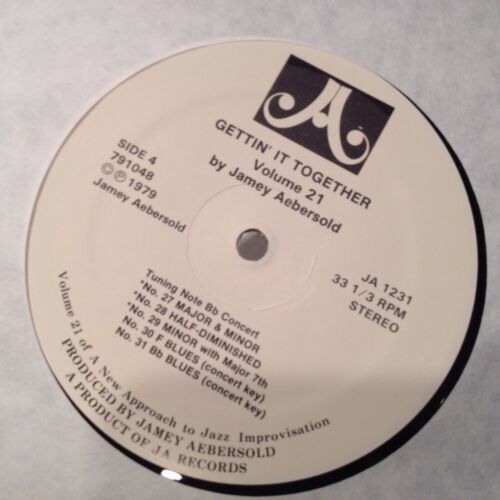 GETTIN' IT TOGETHER
Volume 21
by Jamey Aebersold
SIDE 4
791048
©℗1979
Jamey Aebersold
JA 1231
33 1/3 RPM
STEREO
Tuning Note Bb Concert
*No. 27 MAJOR & MINOR
*No. 28 HALF-DIMINISHED
*No. 29 MINOR with Major 7th
No. 30 F BLUES (concert key)
No. 31 Bb BLUES (concert key)
Volume 21 of A New Approach to Jazz Improvisation
PRODUCED BY JAMEY AEBERSOLD
A PRODUCT OF JA RECORDS